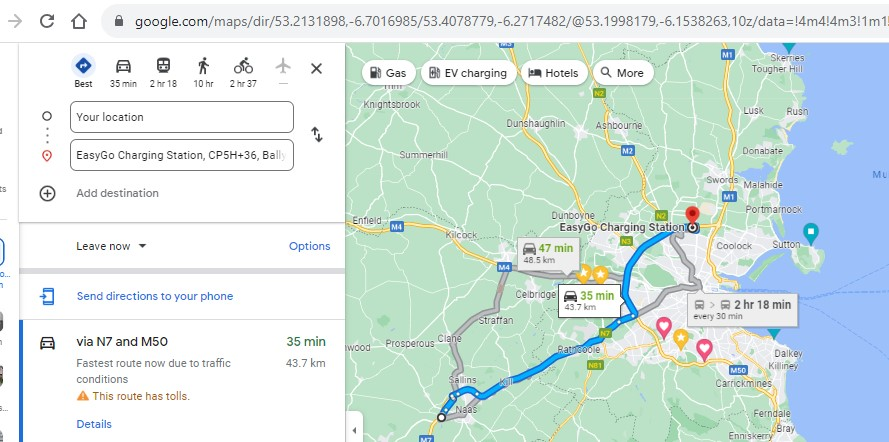 google.com/maps/dir/53.2131898,-6.7016985/53.4078779,-6.2717482/@53.1998179,-6.1538263,10z/data=!4m4!4m3!1m1!
Best
35 min
2 hr 18
10 hr
2 hr 37
—
Your location
EasyGo Charging Station, CP5H+36, Bally
Add destination
Leave now
Options
Send directions to your phone
via N7 and M50
35 min
Fastest route now due to traffic
43.7 km
conditions
This route has tolls.
Details
Gas
EV charging
Hotels
More
M3
M1
Skerries
Tougher Hill
Trim
Knightsbrook
N2
Lusk
Rush
Dunshaughlin
Ashbourne
M2
Summerhill
Donabate
Swords
Malahide
M1
Portmarnock
Dunboyne
N2
Enfield
M4
Kilcock
EasyGo Charging Station
N3
Coolock
Sutton
47 min
48.5 km
M4
Celbridge
35 min
43.7 km
2 hr 18 min
every 30 min
Straffan
N7
Prosperous
Clane
Rathcoole
N81
Dalkey
Killiney
M50
Carrickmines
Sallins
Kill
Naas
Ferndale
Bray
M7